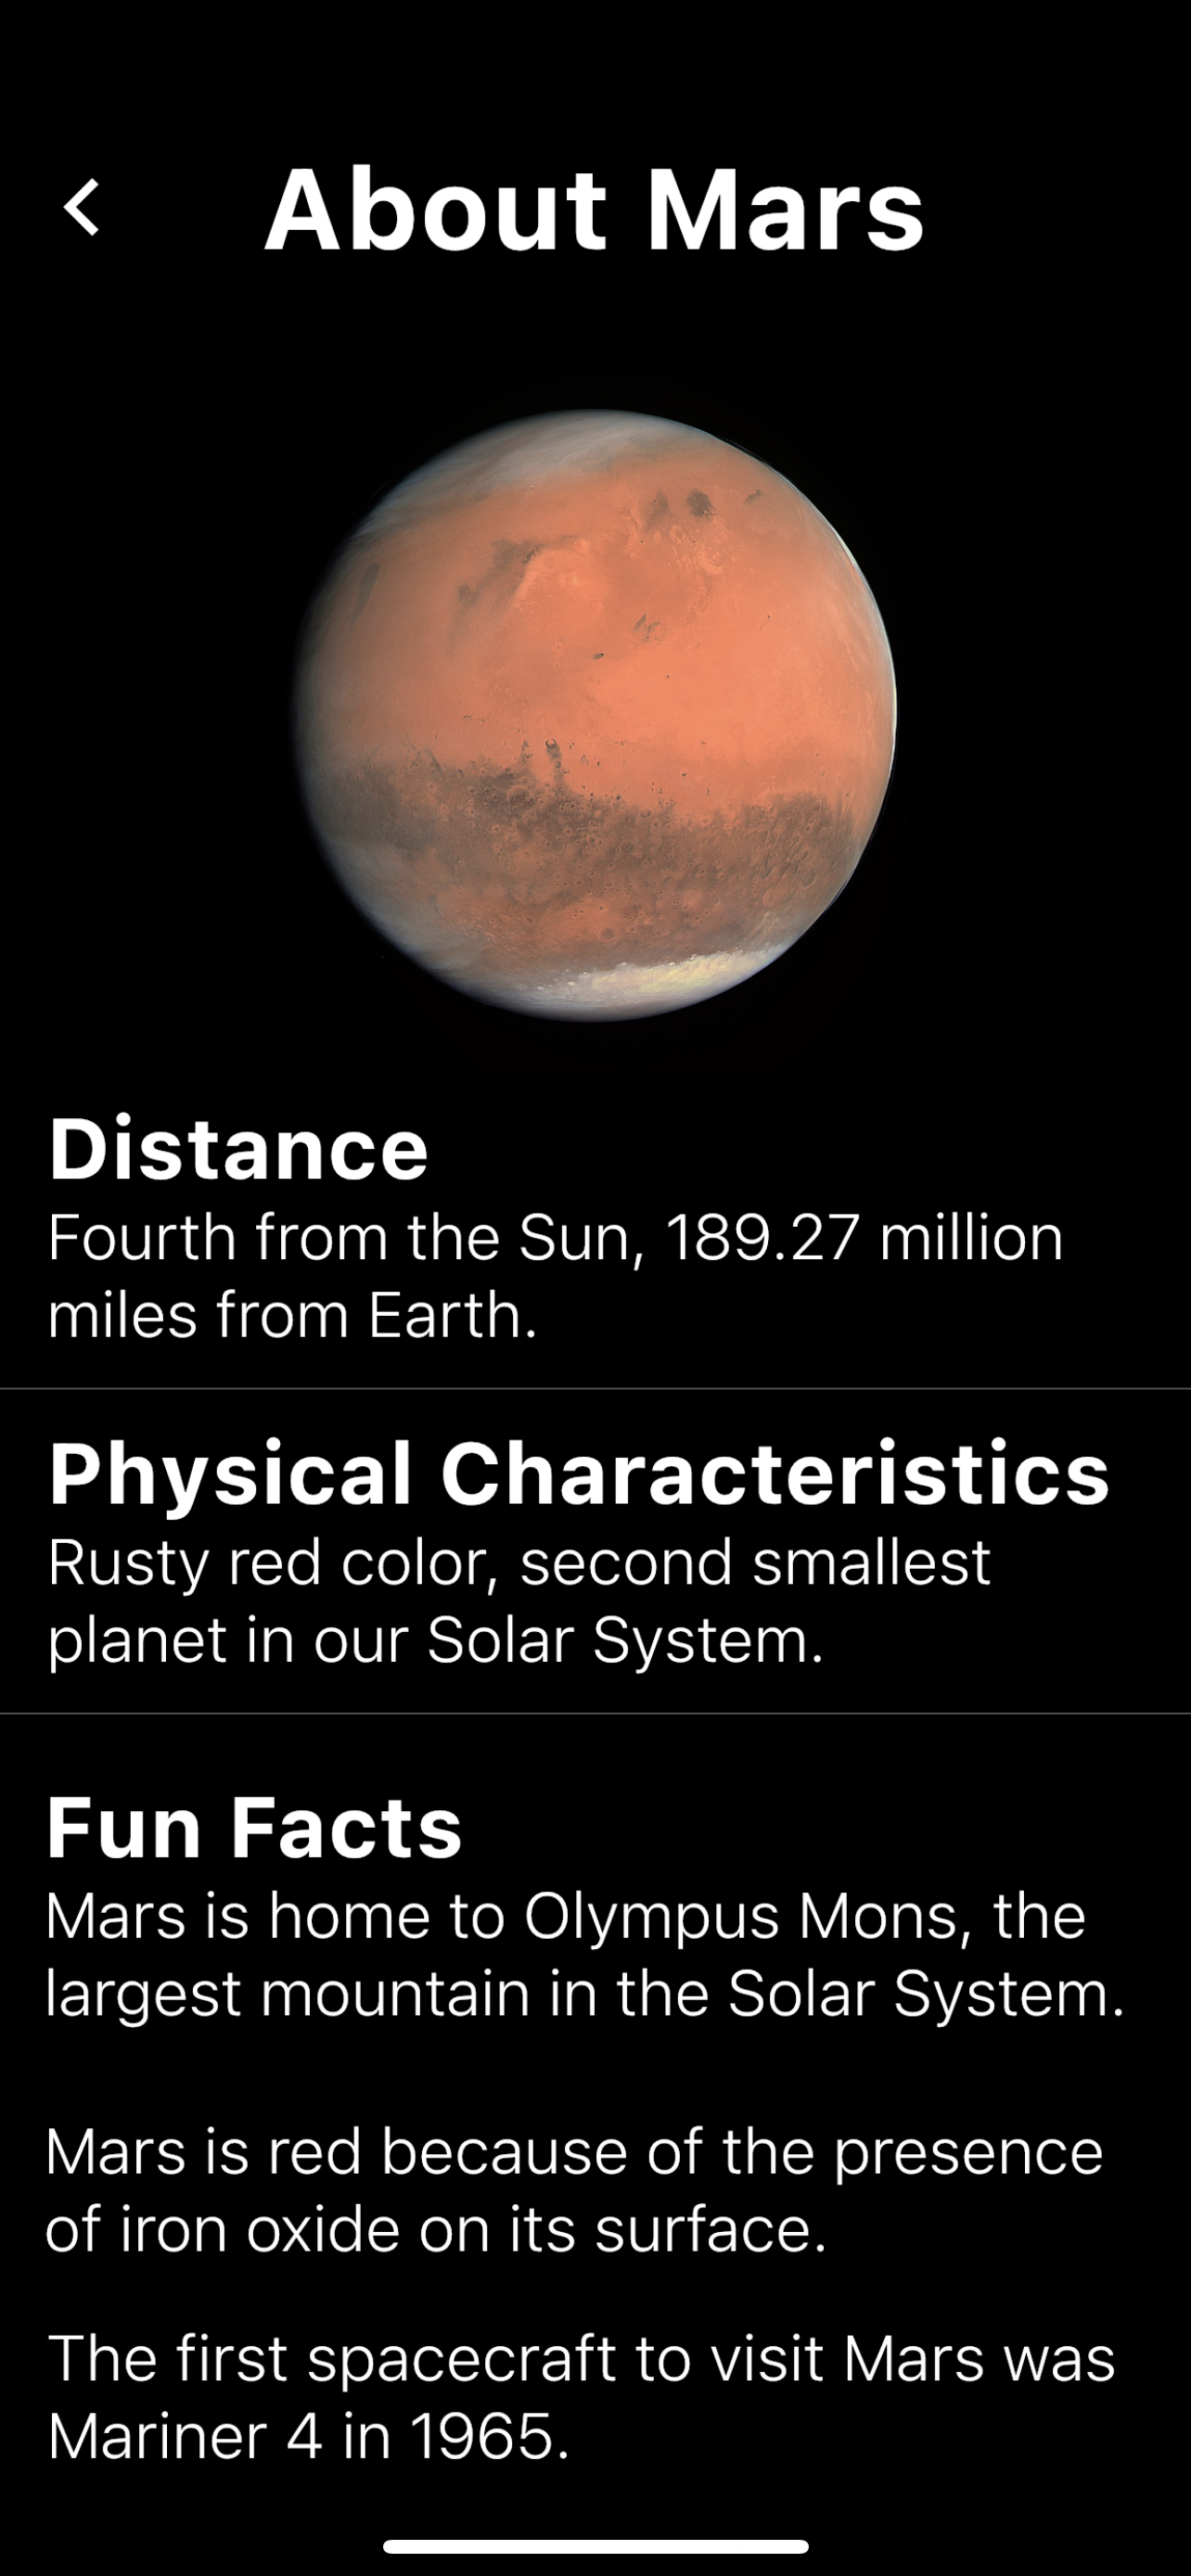 About Mars
Distance
Fourth from the Sun, 189.27 million
miles from Earth.
Physical Characteristics
Rusty red color, second smallest
planet in our Solar System.
Fun Facts
Mars is home to Olympus Mons, the
largest mountain in the Solar System.
Mars is red because of the presence
of iron oxide on its surface.
The first spacecraft to visit Mars was
Mariner 4 in 1965.